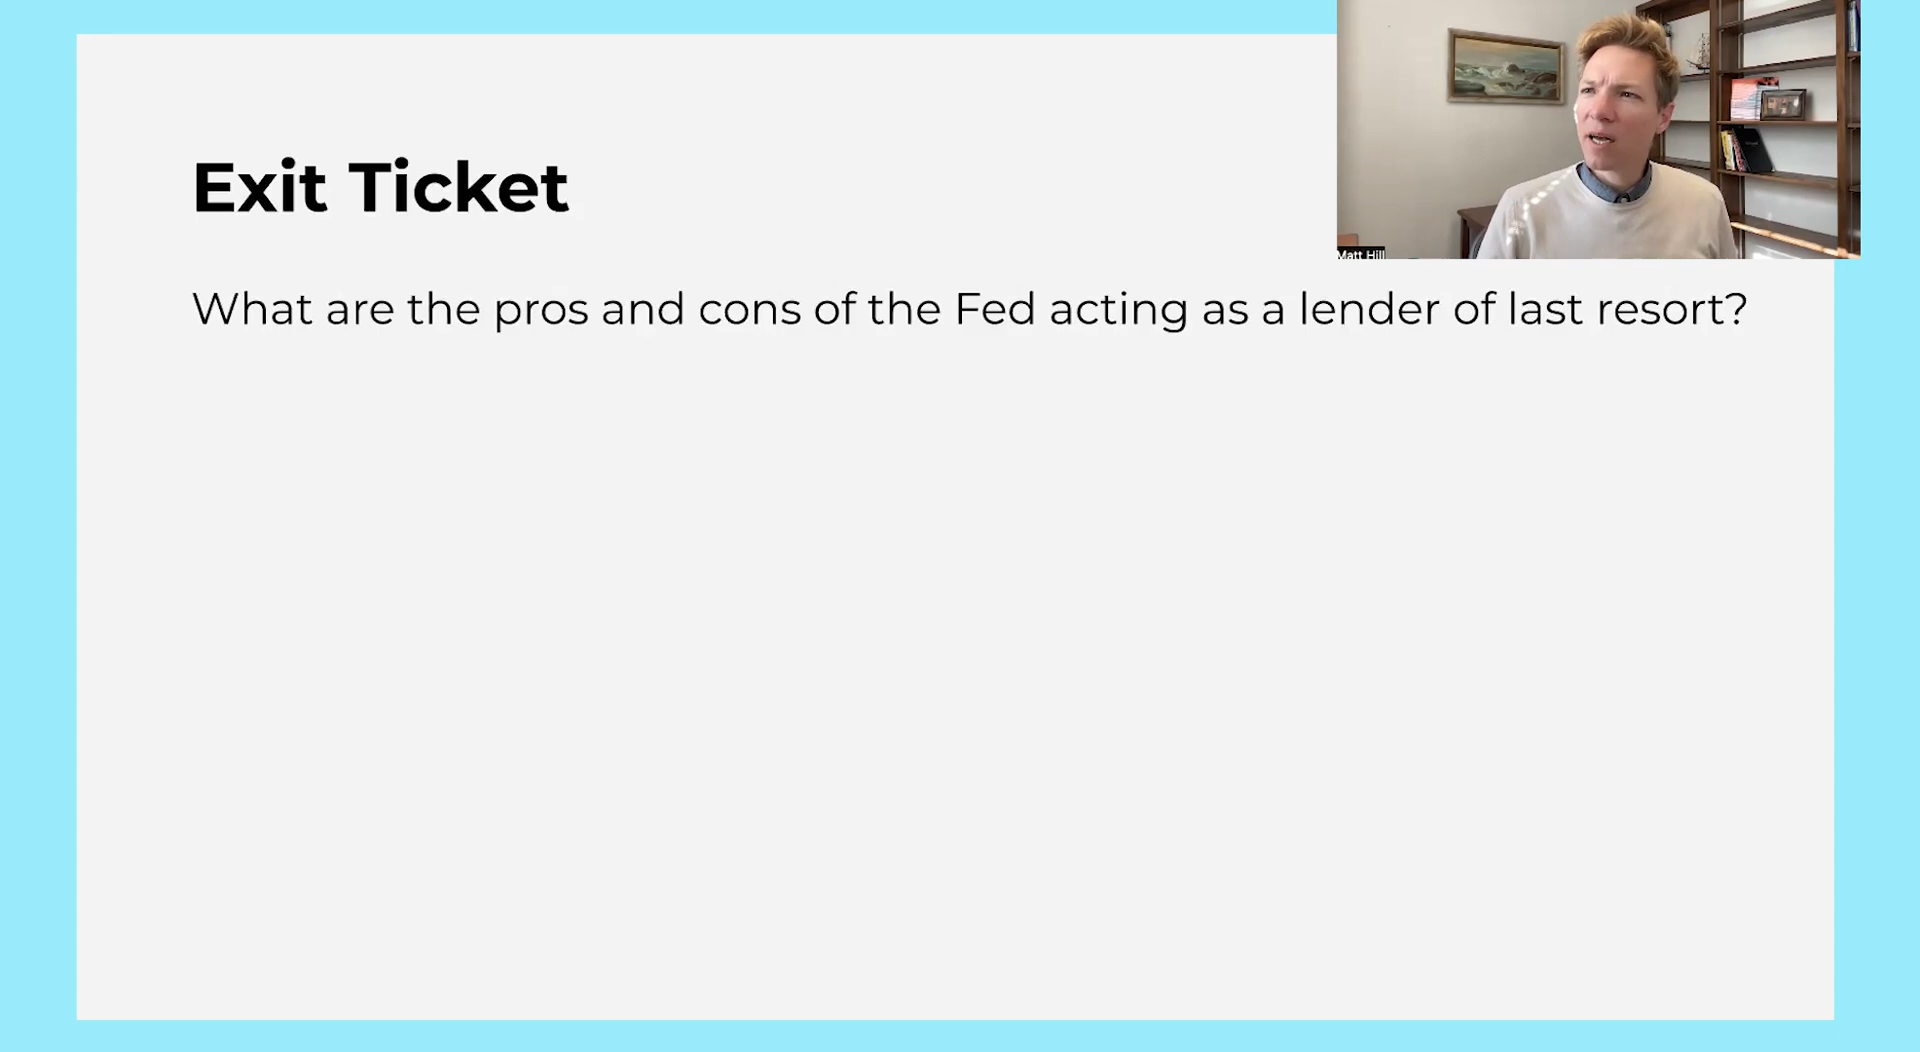 Exit Ticket
What are the pros and cons of the Fed acting as a lender of last resort?
Matt Hill